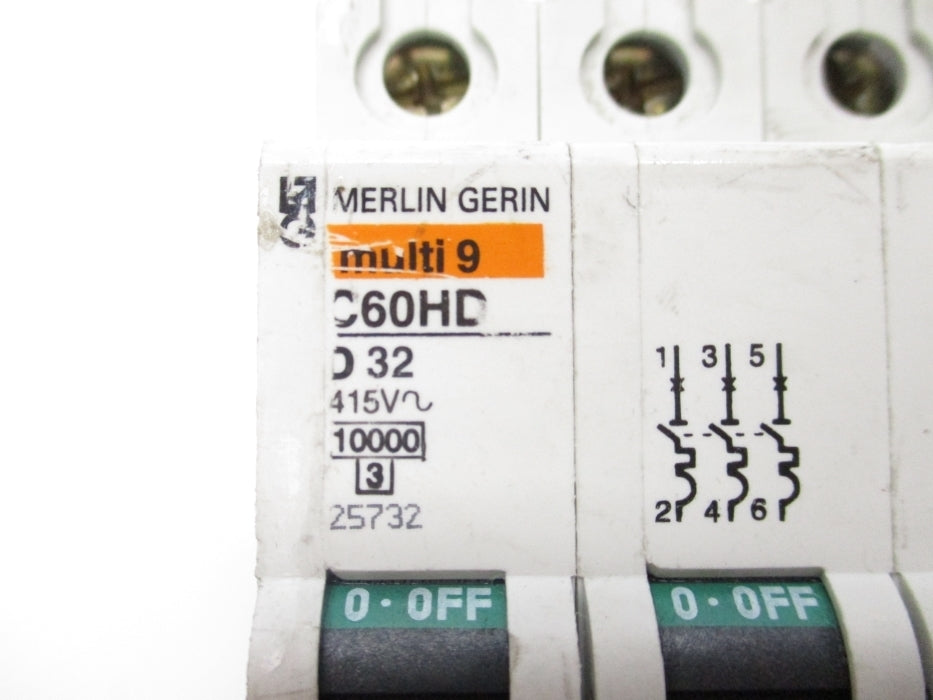 MERLIN GERIN
multi 9
C60HD
D 32
415V~
10000
3
25732
1 3 5
2 4 6
0·OFF 0·OFF